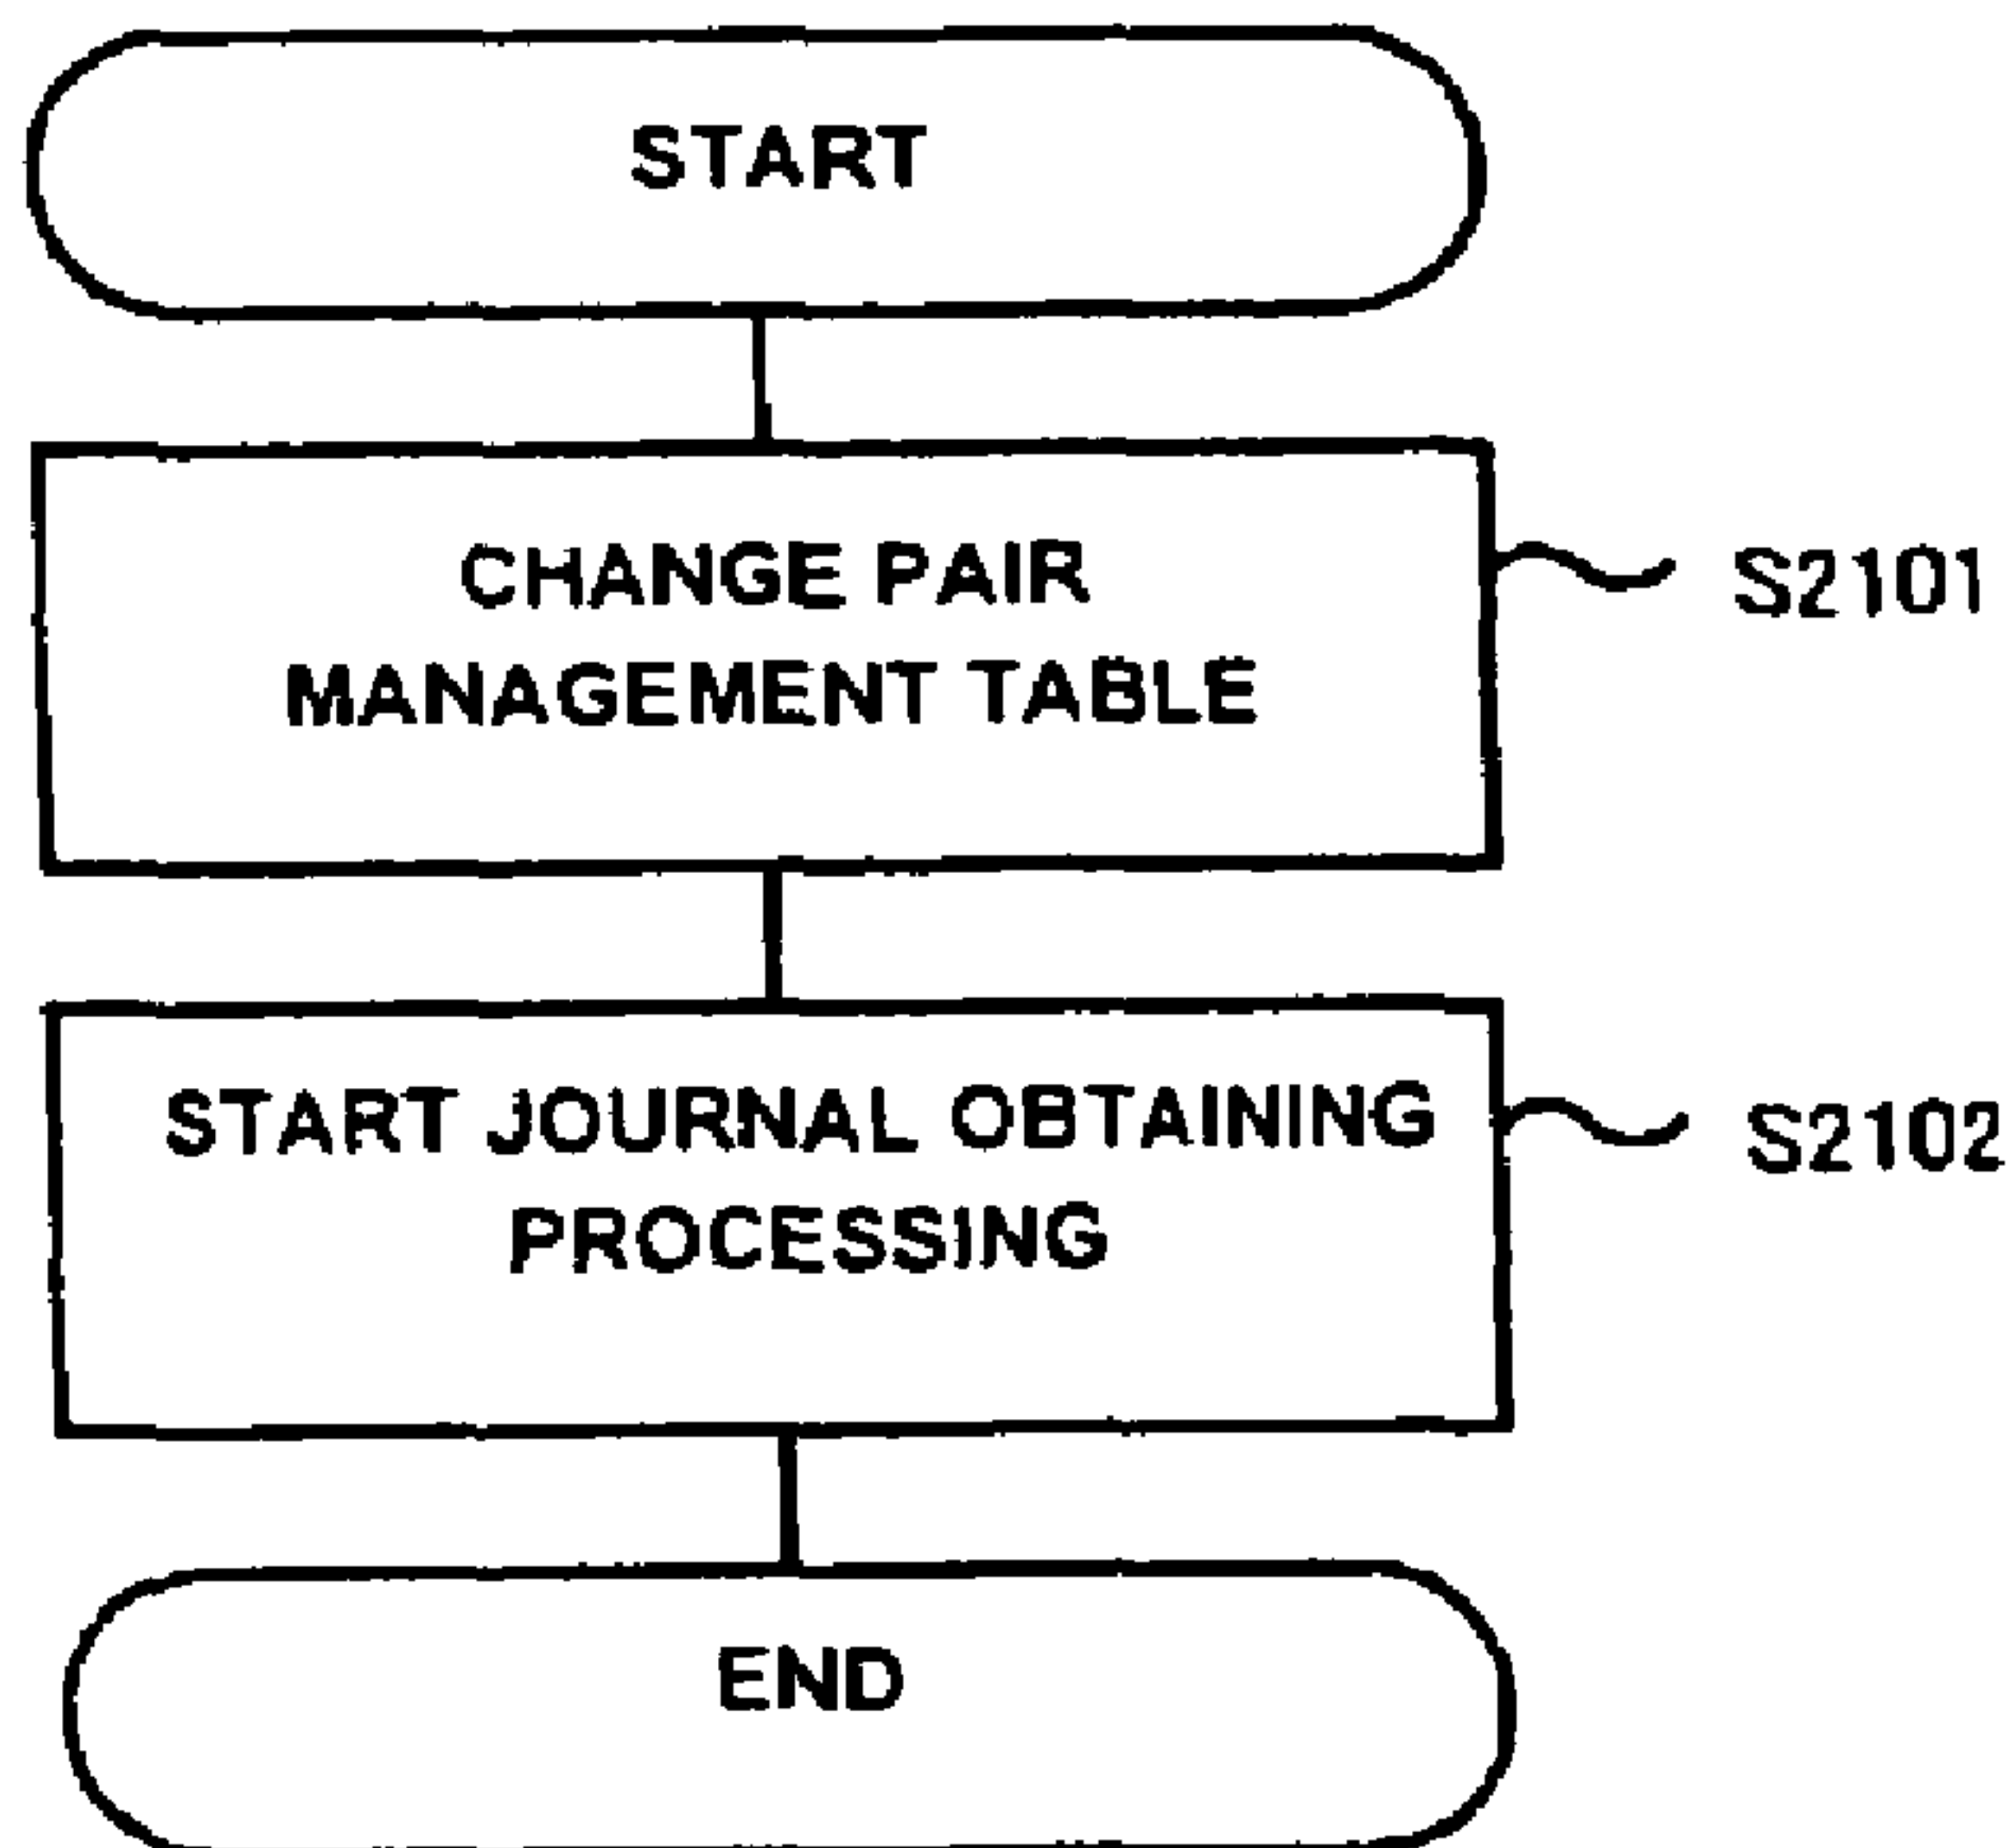 START
CHANGE PAIR
MANAGEMENT TABLE
S2101
START JOURNAL OBTAINING
PROCESSING
S2102
END